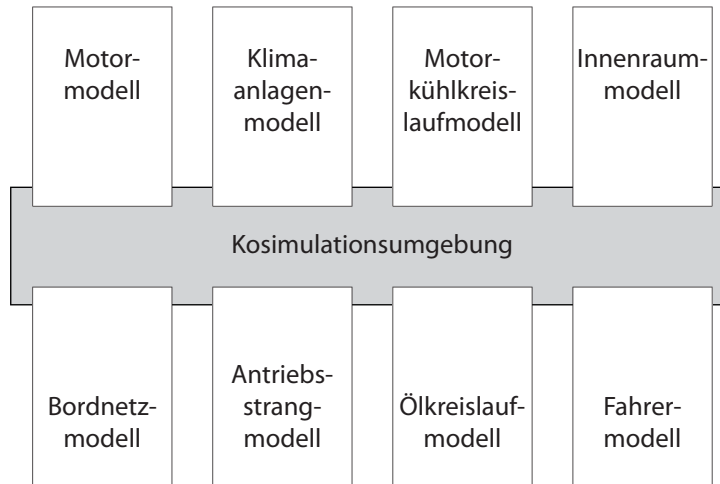 Motor-
modell
Klima-
anlagen-
modell
Motor-
kühlkreis-
laufmodell
Innenraum-
modell
Kosimulationsumgebung
Bordnetz-
modell
Antriebs-
strang-
modell
Ölkreislauf-
modell
Fahrer-
modell